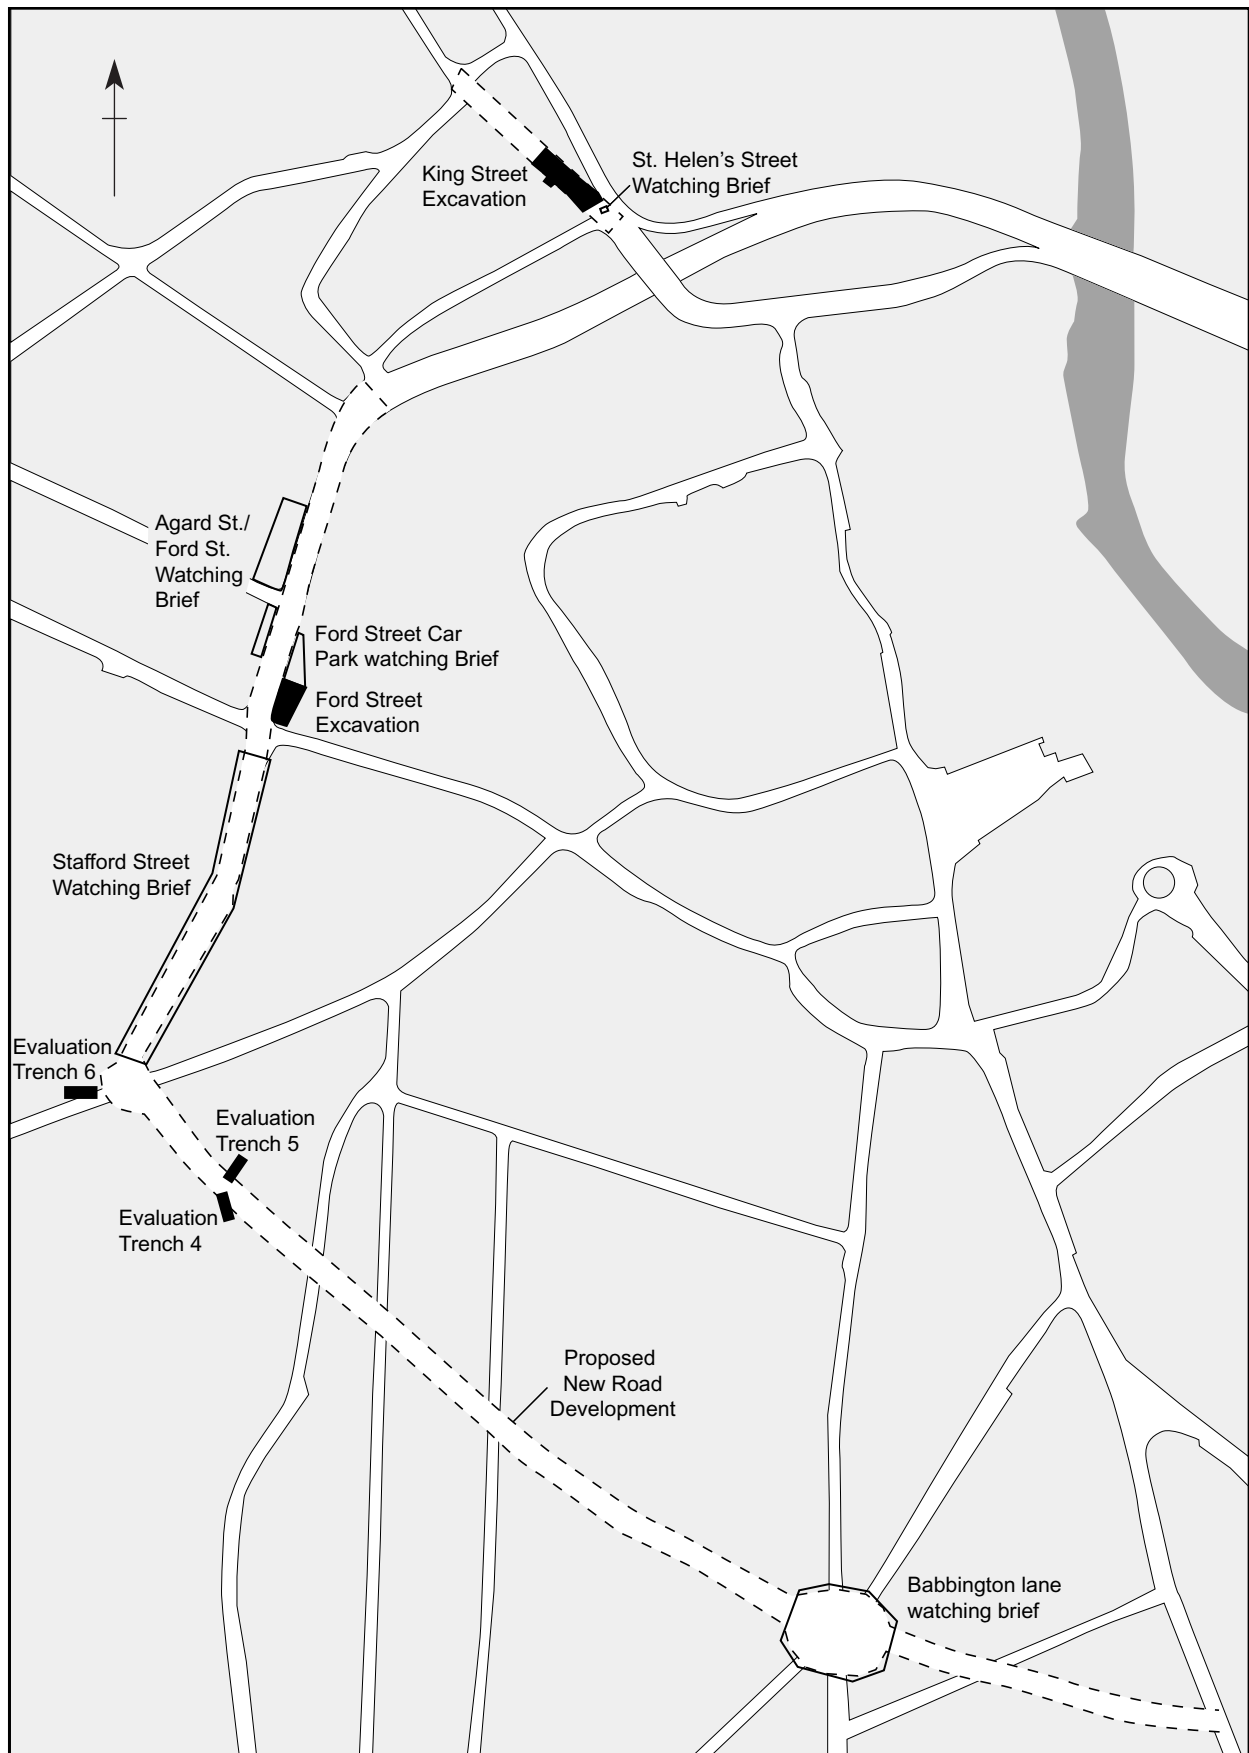 King Street
Excavation
St. Helen's Street
Watching Brief
Agard St./
Ford St.
Watching
Brief
Ford Street Car
Park watching Brief
Ford Street
Excavation
Stafford Street
Watching Brief
Evaluation
Trench 6
Evaluation
Trench 5
Evaluation
Trench 4
Proposed
New Road
Development
Babbington lane
watching brief